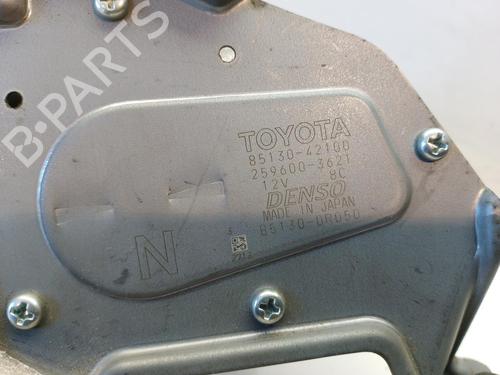 B-PARTS
TOYOTA
85130-42100
259600-3621
12V 8C
DENSO
MADE IN JAPAN
85130-0R050
N